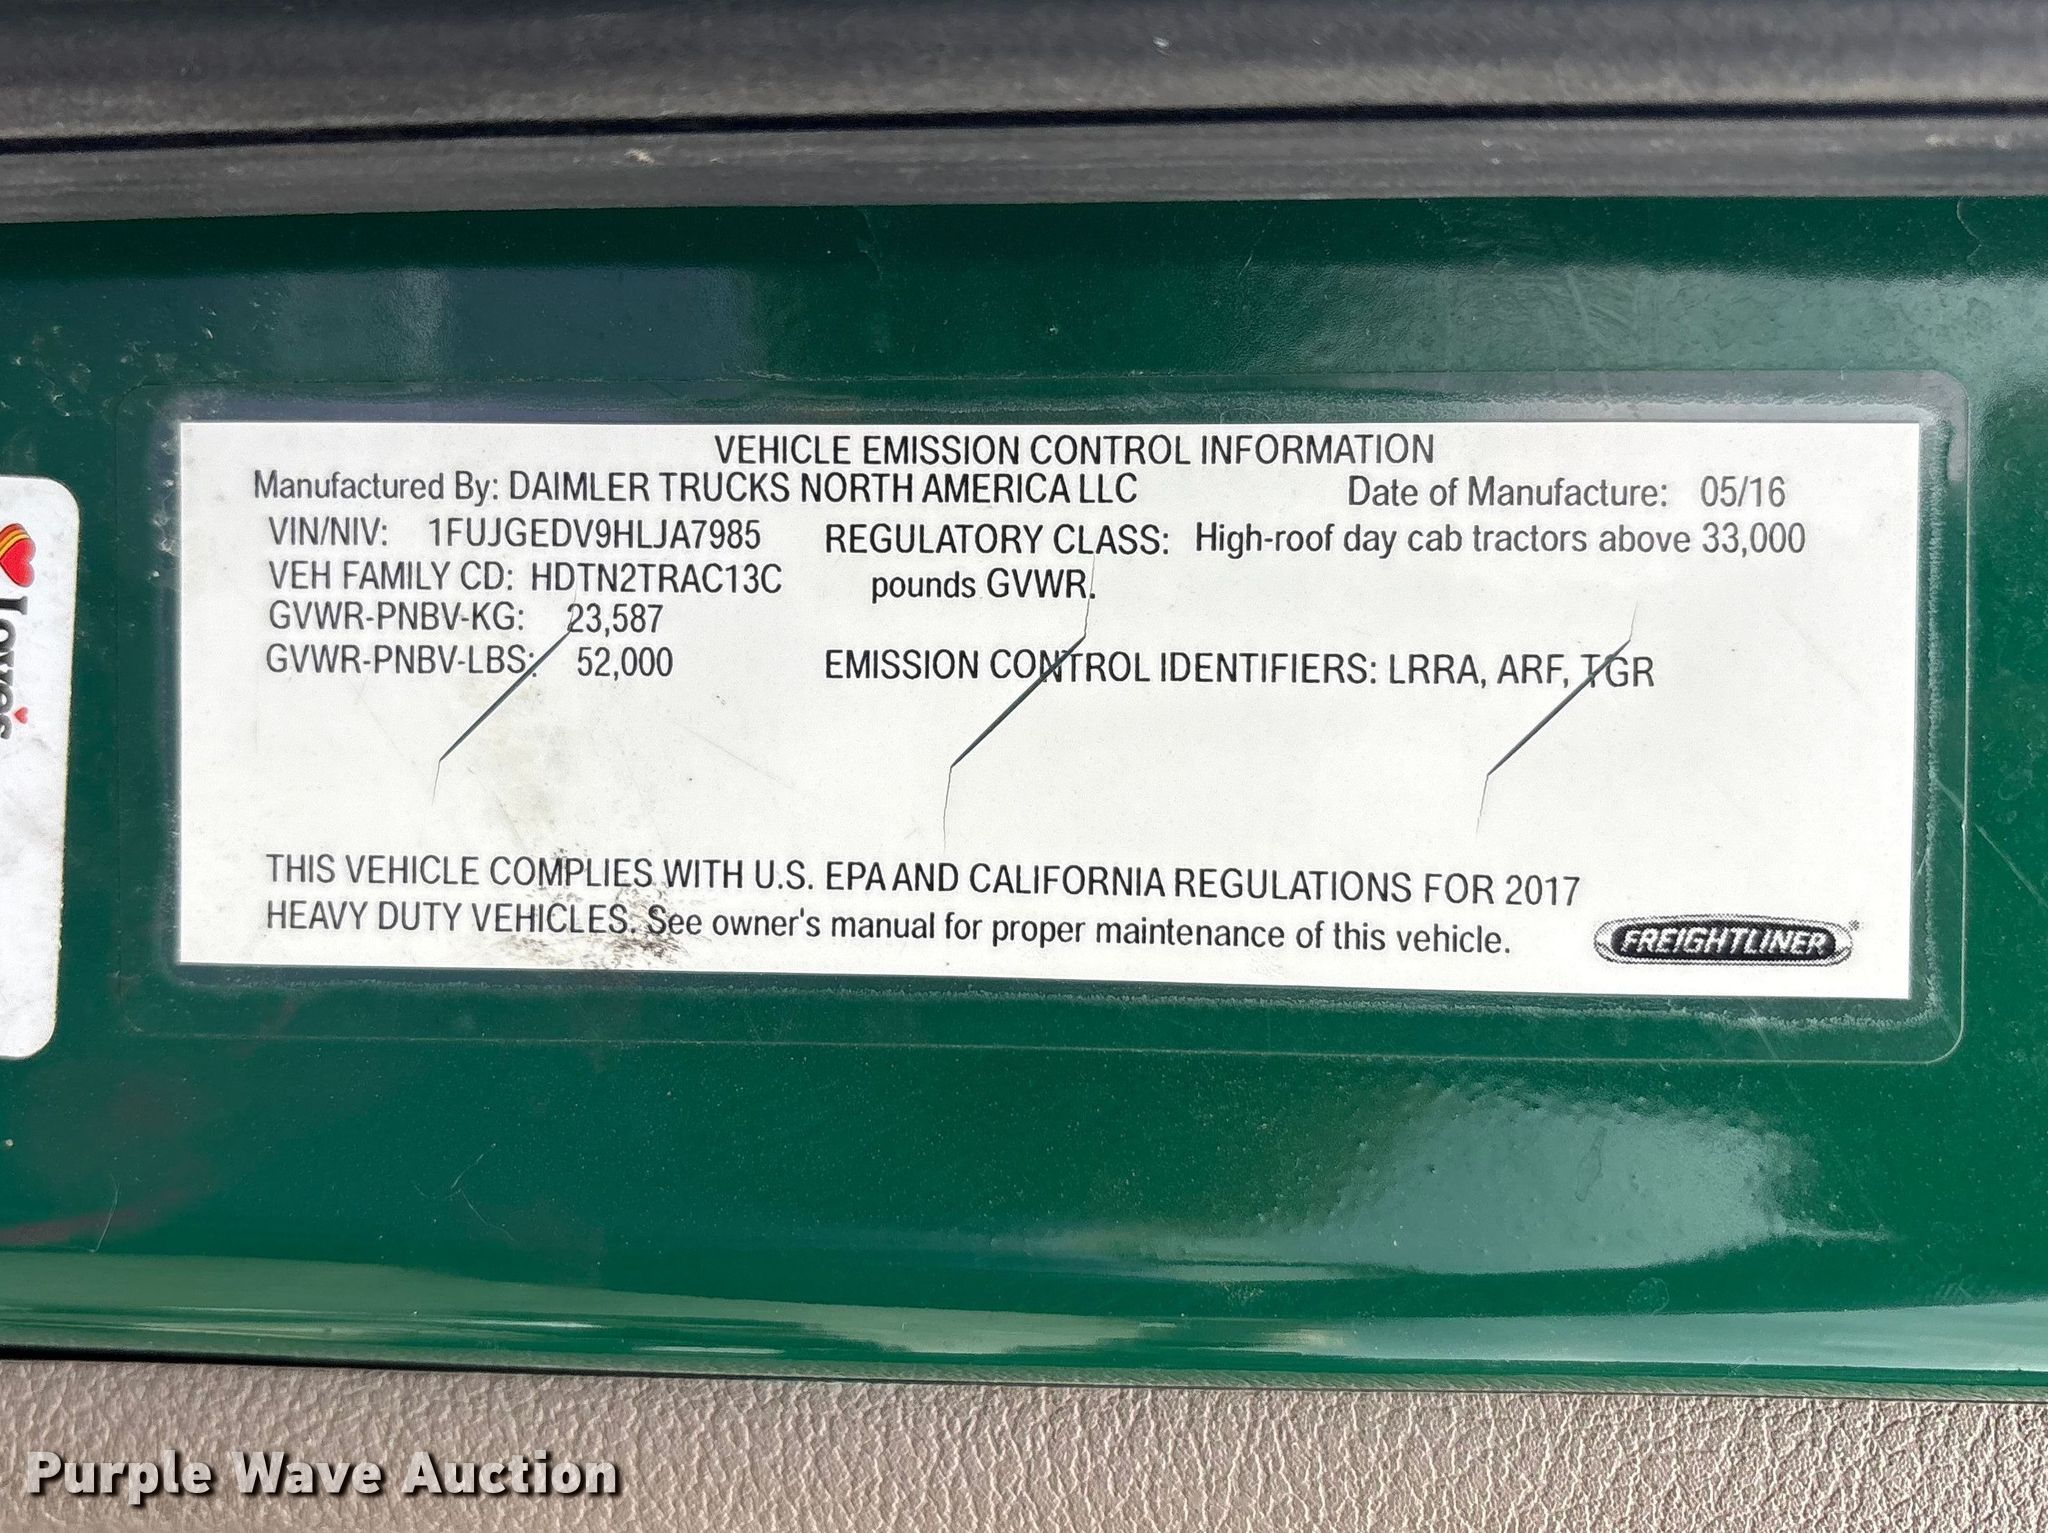 VEHICLE EMISSION CONTROL INFORMATION
Manufactured By: DAIMLER TRUCKS NORTH AMERICA LLC Date of Manufacture: 05/16
VIN/NIV: 1FUJGEDV9HLJA7985 REGULATORY CLASS: High-roof day cab tractors above 33,000
VEH FAMILY CD: HDTN2TRAC13C pounds GVWR.
GVWR-PNBV-KG: 23,587
GVWR-PNBV-LBS: 52,000 EMISSION CONTROL IDENTIFIERS: LRRA, ARF, TGR
THIS VEHICLE COMPLIES WITH U.S. EPA AND CALIFORNIA REGULATIONS FOR 2017
HEAVY DUTY VEHICLES. See owner's manual for proper maintenance of this vehicle.
FREIGHTLINER
Love's
Purple Wave Auction